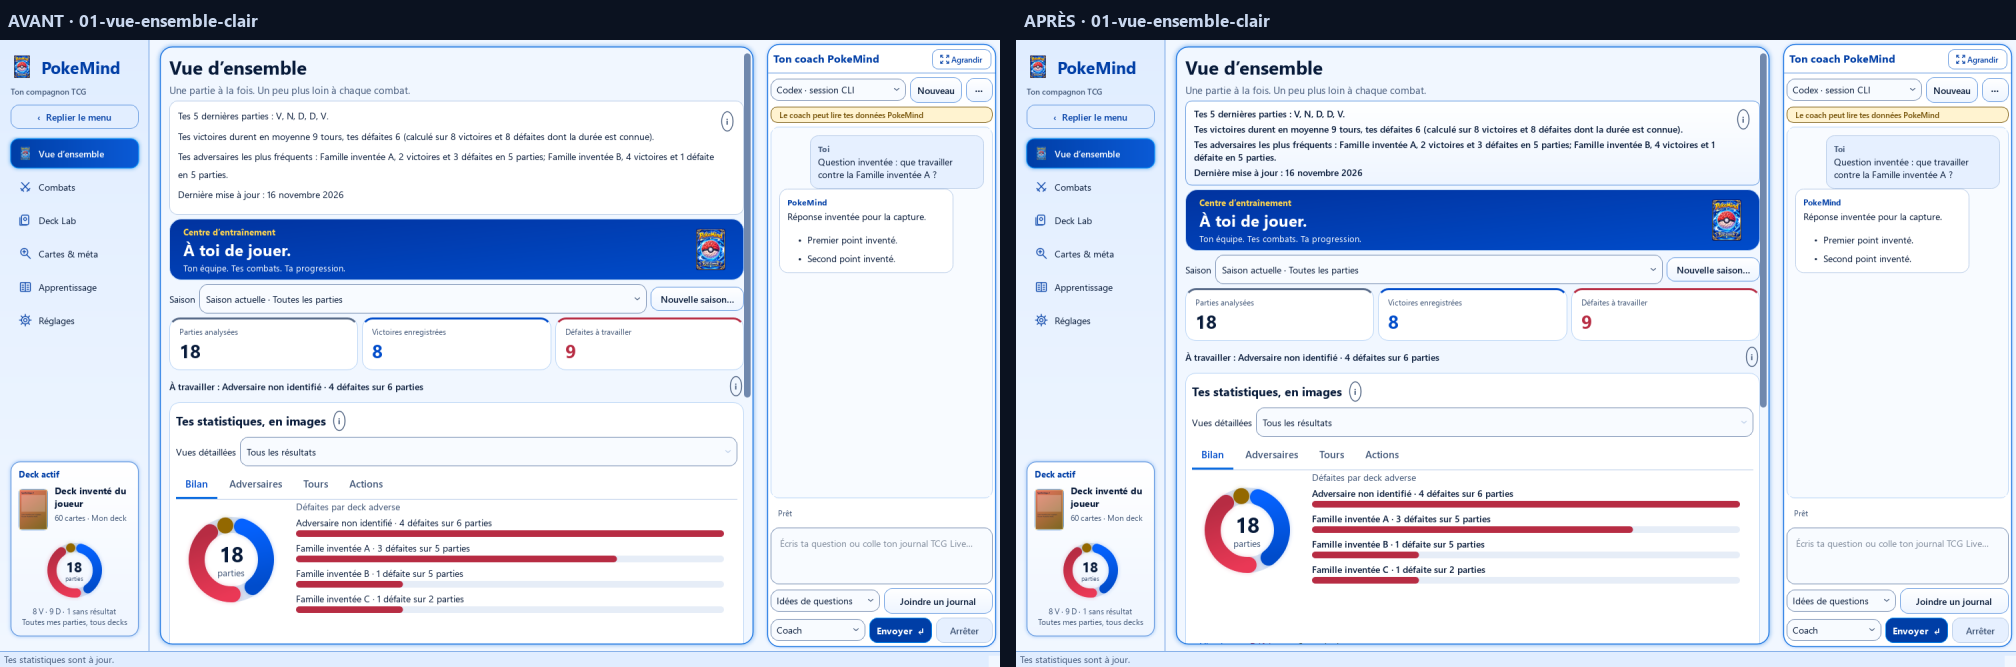 AVANT · 01-vue-ensemble-clair
PokeMind
Ton compagnon TCG
‹ Replier le menu
Vue d’ensemble
Combats
Deck Lab
Cartes & méta
Apprentissage
Réglages
Deck actif
Deck inventé du
joueur
60 cartes · Mon deck
18
parties
8 V · 9 D · 1 sans résultat
Toutes mes parties, tous decks
Vue d’ensemble
Une partie à la fois. Un peu plus loin à chaque combat.
Tes 5 dernières parties : V, N, D, D, V.
Tes victoires durent en moyenne 9 tours, tes défaites 6 (calculé sur 8 victoires et 8 défaites dont la durée est connue).
Tes adversaires les plus fréquents : Famille inventée A, 2 victoires et 3 défaites en 5 parties; Famille inventée B, 4 victoires et 1 défaite
en 5 parties.
Dernière mise à jour : 16 novembre 2026
i
Centre d’entraînement
À toi de jouer.
Ton équipe. Tes combats. Ta progression.
Saison
Saison actuelle · Toutes les parties
Nouvelle saison...
Parties analysées
18
Victoires enregistrées
8
Défaites à travailler
9
À travailler : Adversaire non identifié · 4 défaites sur 6 parties
i
Tes statistiques, en images
i
Vues détaillées
Tous les résultats
Bilan
Adversaires
Tours
Actions
18
parties
Défaites par deck adverse
Adversaire non identifié · 4 défaites sur 6 parties
Famille inventée A · 3 défaites sur 5 parties
Famille inventée B · 1 défaite sur 5 parties
Famille inventée C · 1 défaite sur 2 parties
Ton coach PokeMind
Agrandir
Codex · session CLI
Nouveau
...
Le coach peut lire tes données PokeMind
Toi
Question inventée : que travailler
contre la Famille inventée A ?
PokeMind
Réponse inventée pour la capture.
• Premier point inventé.
• Second point inventé.
Prêt
Écris ta question ou colle ton journal TCG Live...
Idées de questions
Joindre un journal
Coach
Envoyer ↲
Arrêter
Tes statistiques sont à jour.
APRÈS · 01-vue-ensemble-clair
PokeMind
Ton compagnon TCG
‹ Replier le menu
Vue d’ensemble
Combats
Deck Lab
Cartes & méta
Apprentissage
Réglages
Deck actif
Deck inventé du
joueur
60 cartes · Mon deck
18
parties
8 V · 9 D · 1 sans résultat
Toutes mes parties, tous decks
Vue d’ensemble
Une partie à la fois. Un peu plus loin à chaque combat.
Tes 5 dernières parties : V, N, D, D, V.
Tes victoires durent en moyenne 9 tours, tes défaites 6 (calculé sur 8 victoires et 8 défaites dont la durée est connue).
Tes adversaires les plus fréquents : Famille inventée A, 2 victoires et 3 défaites en 5 parties; Famille inventée B, 4 victoires et 1
défaite en 5 parties.
Dernière mise à jour : 16 novembre 2026
i
Centre d’entraînement
À toi de jouer.
Ton équipe. Tes combats. Ta progression.
Saison
Saison actuelle · Toutes les parties
Nouvelle saison...
Parties analysées
18
Victoires enregistrées
8
Défaites à travailler
9
À travailler : Adversaire non identifié · 4 défaites sur 6 parties
i
Tes statistiques, en images
i
Vues détaillées
Tous les résultats
Bilan
Adversaires
Tours
Actions
18
parties
Défaites par deck adverse
Adversaire non identifié · 4 défaites sur 6 parties
Famille inventée A · 3 défaites sur 5 parties
Famille inventée B · 1 défaite sur 5 parties
Famille inventée C · 1 défaite sur 2 parties
Ton coach PokeMind
Agrandir
Codex · session CLI
Nouveau
...
Le coach peut lire tes données PokeMind
Toi
Question inventée : que travailler
contre la Famille inventée A ?
PokeMind
Réponse inventée pour la capture.
• Premier point inventé.
• Second point inventé.
Prêt
Écris ta question ou colle ton journal TCG Live...
Idées de questions
Joindre un journal
Coach
Envoyer ↲
Arrêter
Tes statistiques sont à jour.